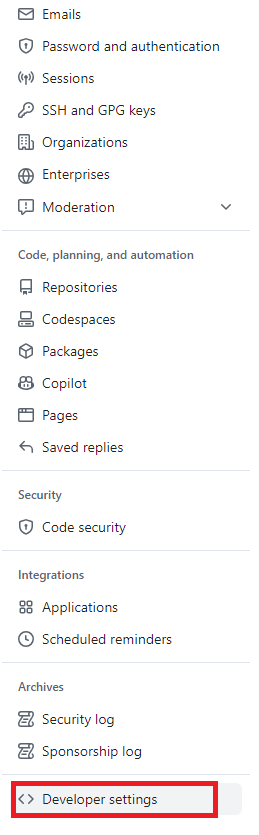 Emails
Password and authentication
Sessions
SSH and GPG keys
Organizations
Enterprises
Moderation
Code, planning, and automation
Repositories
Codespaces
Packages
Copilot
Pages
Saved replies
Security
Code security
Integrations
Applications
Scheduled reminders
Archives
Security log
Sponsorship log
Developer settings